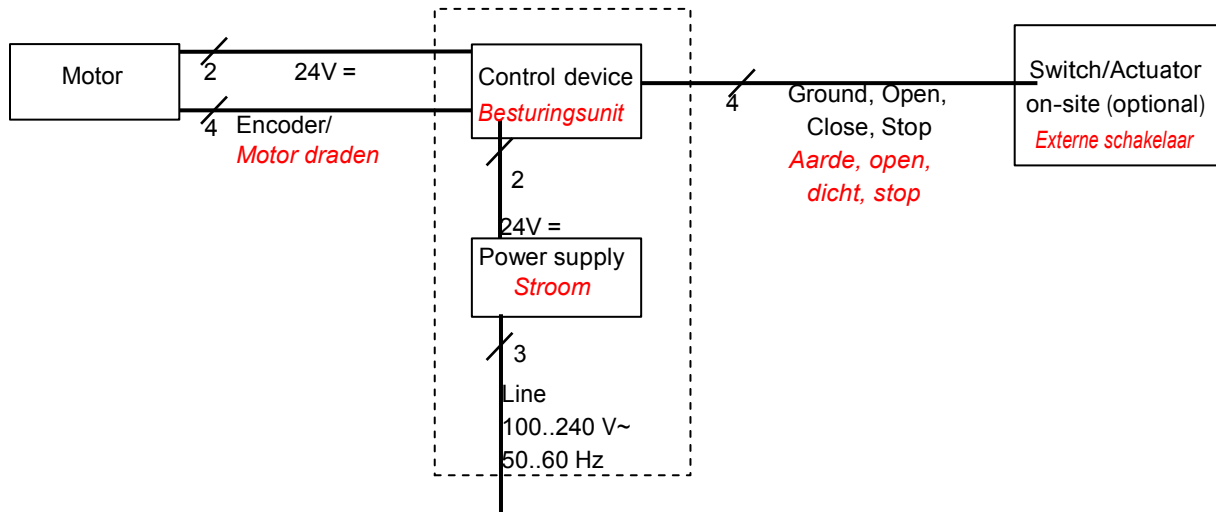 Motor
2
24V =
4
Encoder/
Motor draden
Control device
Besturingsunit
2
24V =
Power supply
Stroom
3
Line
100..240 V~
50..60 Hz
4
Ground, Open,
Close, Stop
Aarde, open,
dicht, stop
Switch/Actuator
on-site (optional)
Externe schakelaar